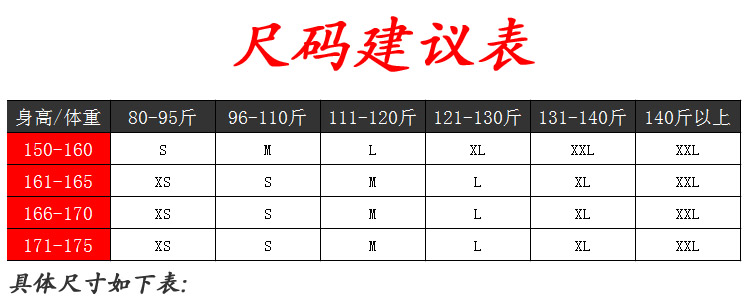 尺码建议表
身高/体重 80-95斤 96-110斤 111-120斤 121-130斤 131-140斤 140斤以上
150-160 S M L XL XXL XXL
161-165 XS S M L XL XXL
166-170 XS S M L XL XXL
171-175 XS S M L XL XXL
具体尺寸如下表: